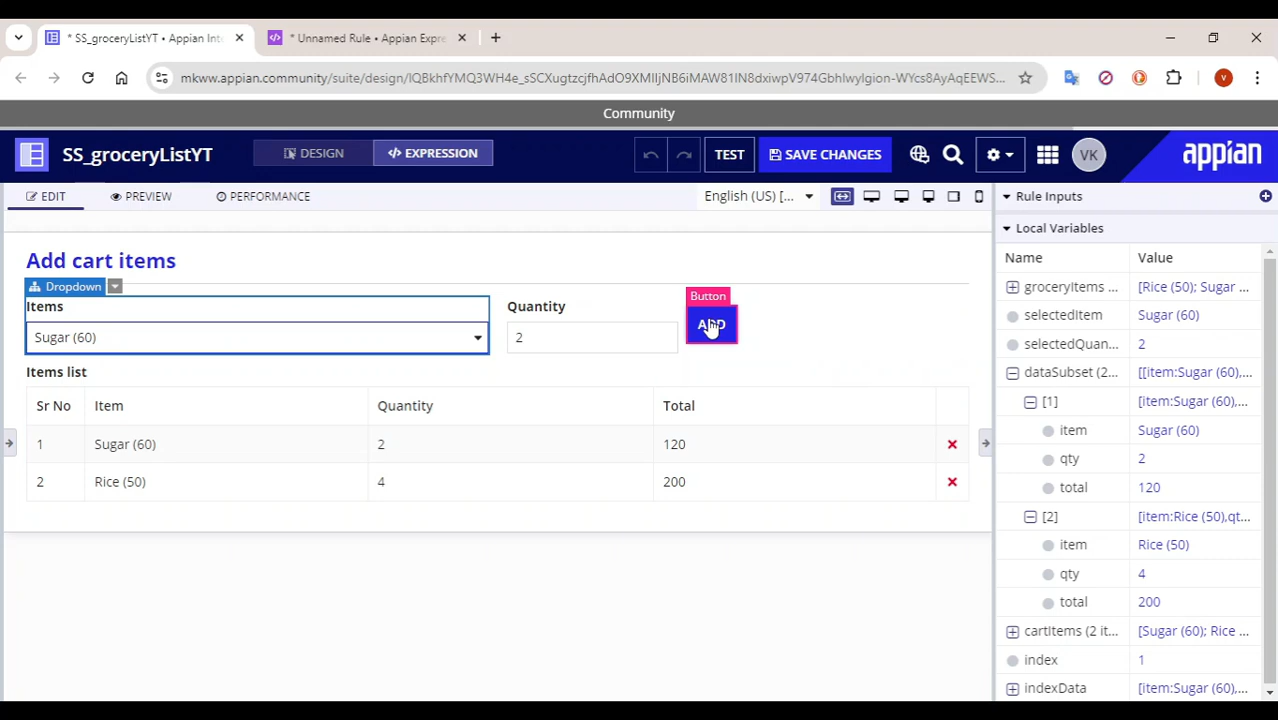 * SS_groceryListYT • Appian Inte
* Unnamed Rule • Appian Expre
mkww.appian.community/suite/design/
Community
SS_groceryListYT
DESIGN
</> EXPRESSION
TEST
SAVE CHANGES
VK
appian
EDIT
PREVIEW
PERFORMANCE
English (US) [...
Rule Inputs
Local Variables
Name Value
groceryItems ... [Rice (50); Sugar ...
selectedItem Sugar (60)
selectedQuan... 2
dataSubset (2... [[item:Sugar (60),...
[1] [item:Sugar (60),...
item Sugar (60)
qty 2
total 120
[2] [item:Rice (50),qt...
item Rice (50)
qty 4
total 200
cartItems (2 it... [Sugar (60); Rice ...
index 1
indexData [item:Sugar (60),...
Add cart items
Dropdown
Button
Items
Quantity
Sugar (60)
2
ADD
Items list
Sr No Item Quantity Total
1 Sugar (60) 2 120
2 Rice (50) 4 200